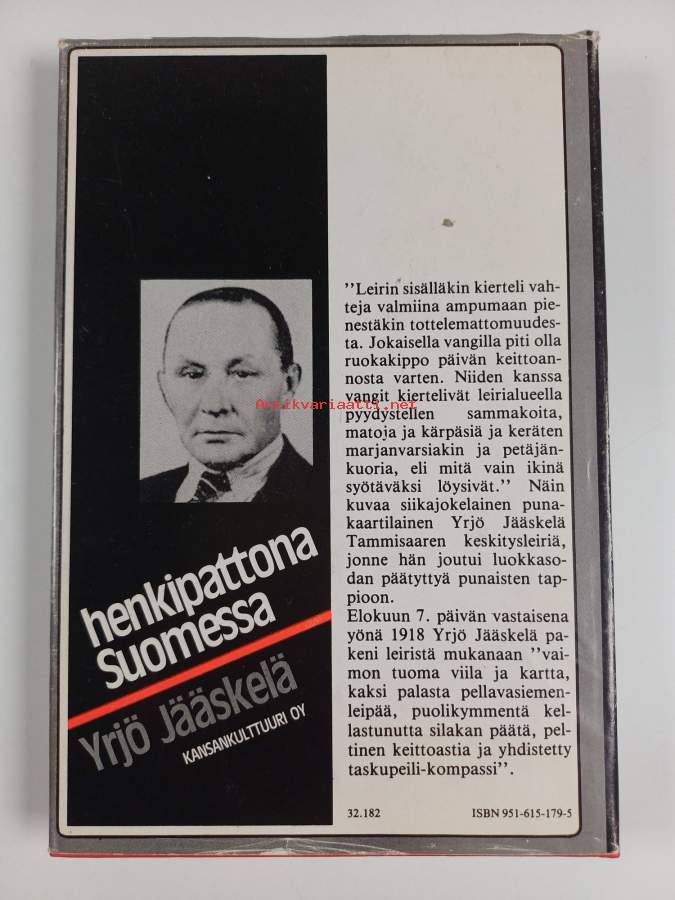 "Leirin sisälläkin kierteli vah-
teja valmiina ampumaan pie-
nestäkin tottelemattomuudes-
ta. Jokaisella vangilla piti olla
ruokakippo päivän keittoan-
nosta varten. Niiden kanssa
vangit kiertelivät leirialueella
pyydystellen sammakoita,
matoja ja kärpäsiä ja keräten
marjanvarsiakin ja petäjän-
kuoria, eli mitä vain ikinä
syötäväksi löysivät." Näin
kuvaa siikajokelainen puna-
kaartilainen Yrjö Jääskelä
Tammisaaren keskitysleiriä,
jonne hän joutui luokkaso-
dan päätyttyä punaisten tap-
pioon.
Elokuun 7. päivän vastaisena
yönä 1918 Yrjö Jääskelä pa-
keni leiristä mukanaan "vai-
mon tuoma viila ja kartta,
kaksi palasta pellavasiemen-
leipää, puolikymmentä kel-
lastunutta silakan päätä, pel-
tinen keittoastia ja yhdistetty
taskupeili-kompassi".
32.182 ISBN 951-615-179-5
henkipattona
suomessa
Yrjö Jääskelä
KANSANKULTTUURI OY
Antikvariaatti.net